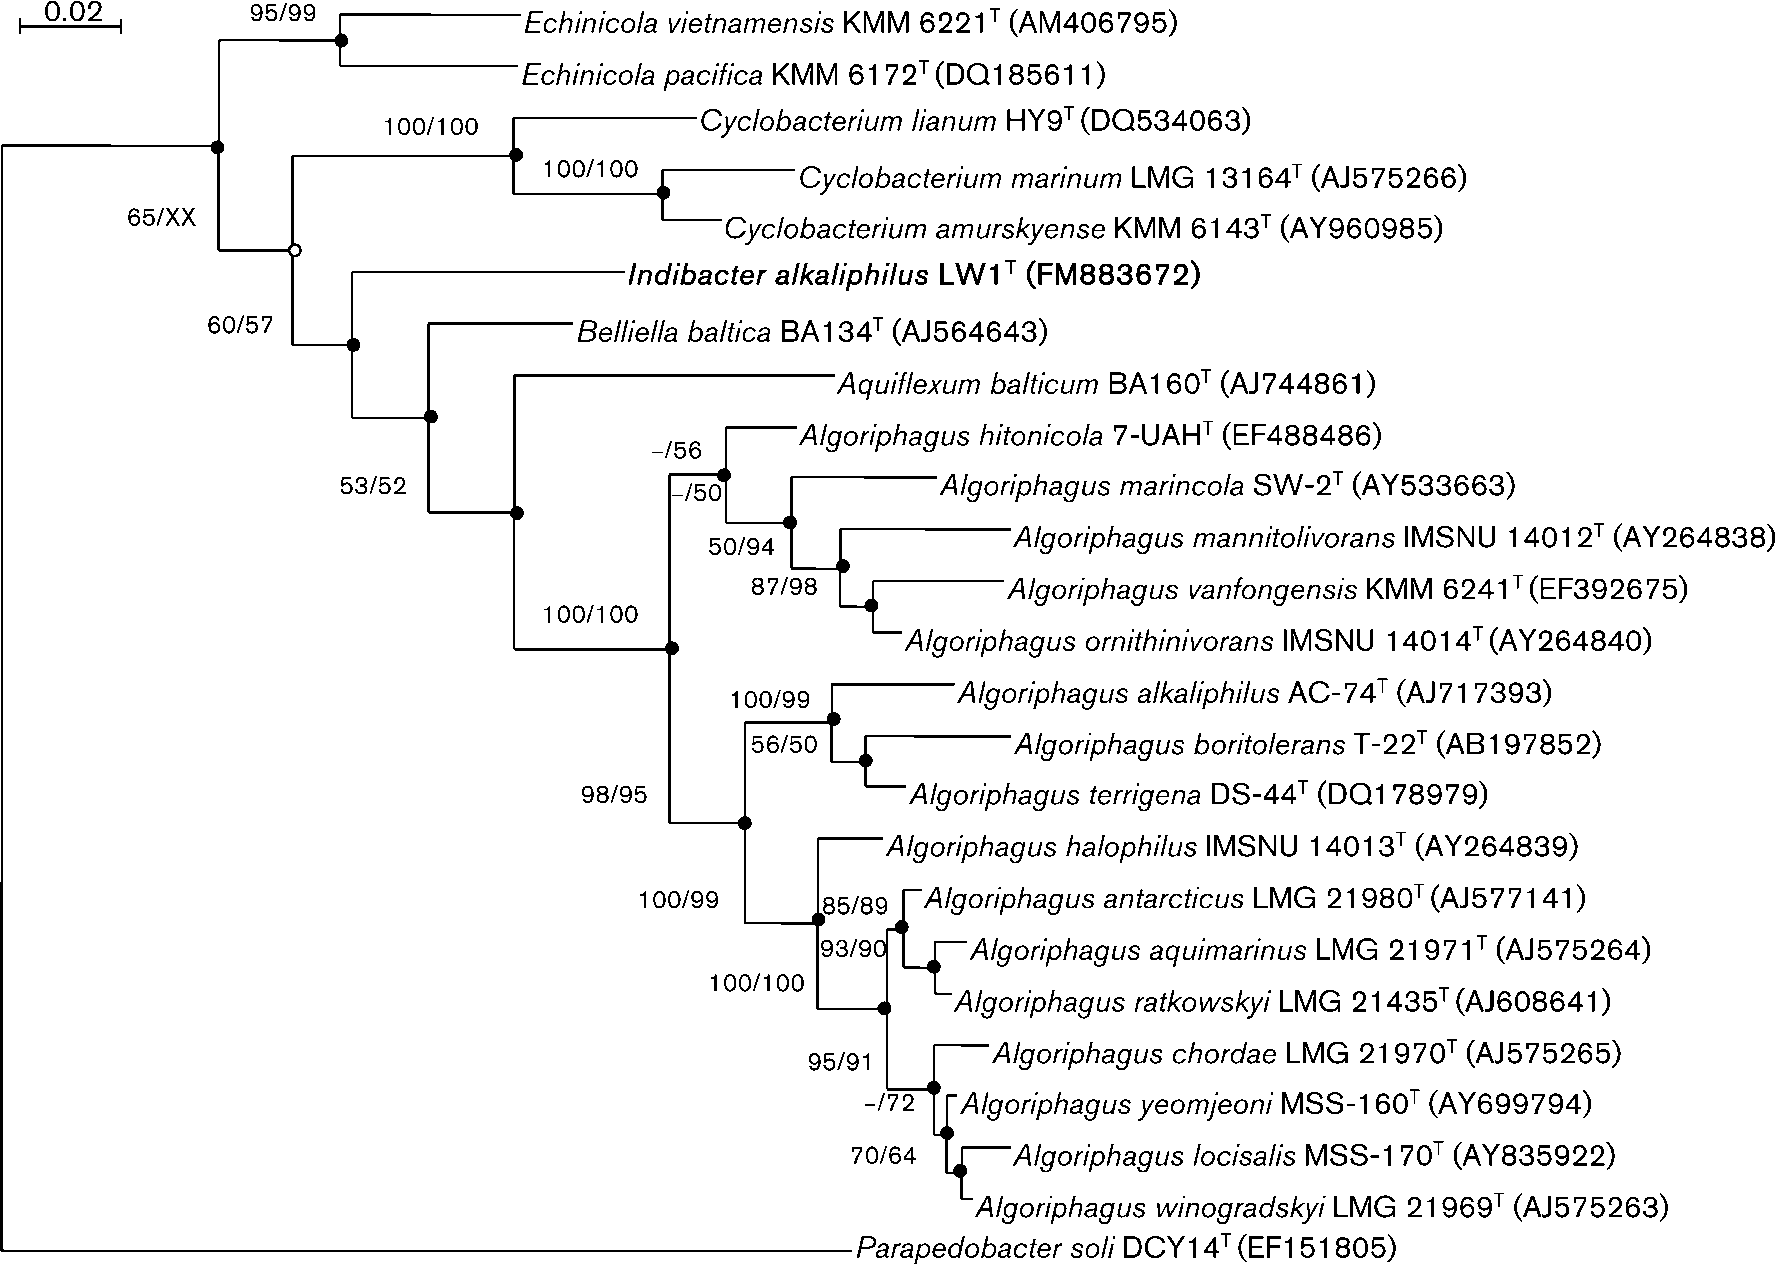 0.02
95/99
Echinicola vietnamensis KMM 6221ᵀ (AM406795)
Echinicola pacifica KMM 6172ᵀ (DQ185611)
100/100
Cyclobacterium lianum HY9ᵀ (DQ534063)
100/100
Cyclobacterium marinum LMG 13164ᵀ (AJ575266)
65/XX
Cyclobacterium amurskyense KMM 6143ᵀ (AY960985)
Indibacter alkaliphilus LW1ᵀ (FM883672)
60/57
Belliella baltica BA134ᵀ (AJ564643)
Aquiflexum balticum BA160ᵀ (AJ744861)
Algoriphagus hitonicola 7-UAHᵀ (EF488486)
–/56
53/52
–/50
Algoriphagus marincola SW-2ᵀ (AY533663)
Algoriphagus mannitolivorans IMSNU 14012ᵀ (AY264838)
50/94
87/98
Algoriphagus vanfongensis KMM 6241ᵀ (EF392675)
100/100
Algoriphagus ornithinivorans IMSNU 14014ᵀ (AY264840)
100/99
Algoriphagus alkaliphilus AC-74ᵀ (AJ717393)
56/50
Algoriphagus boritolerans T-22ᵀ (AB197852)
98/95
Algoriphagus terrigena DS-44ᵀ (DQ178979)
Algoriphagus halophilus IMSNU 14013ᵀ (AY264839)
100/99
85/89
Algoriphagus antarcticus LMG 21980ᵀ (AJ577141)
93/90
Algoriphagus aquimarinus LMG 21971ᵀ (AJ575264)
100/100
Algoriphagus ratkowskyi LMG 21435ᵀ (AJ608641)
95/91
Algoriphagus chordae LMG 21970ᵀ (AJ575265)
–/72
Algoriphagus yeomjeoni MSS-160ᵀ (AY699794)
70/64
Algoriphagus locisalis MSS-170ᵀ (AY835922)
Algoriphagus winogradskyi LMG 21969ᵀ (AJ575263)
Parapedobacter soli DCY14ᵀ (EF151805)